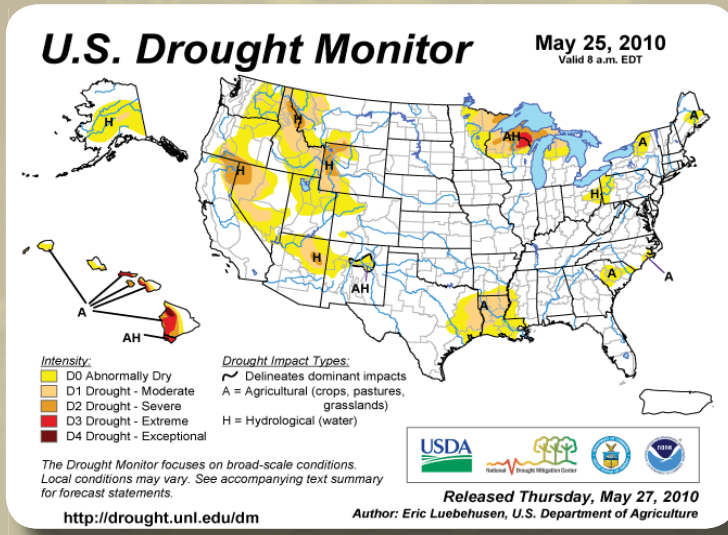 U.S. Drought Monitor
May 25, 2010
Valid 8 a.m. EDT
H
H
H
H
H
AH
AH
A
A
H
A
A
A
A
AH
Intensity:
D0 Abnormally Dry
D1 Drought - Moderate
D2 Drought - Severe
D3 Drought - Extreme
D4 Drought - Exceptional
Drought Impact Types:
Delineates dominant impacts
A = Agricultural (crops, pastures,
grasslands)
H = Hydrological (water)
The Drought Monitor focuses on broad-scale conditions.
Local conditions may vary. See accompanying text summary
for forecast statements.
http://drought.unl.edu/dm
USDA
National Drought Mitigation Center
NOAA
Released Thursday, May 27, 2010
Author: Eric Luebehusen, U.S. Department of Agriculture